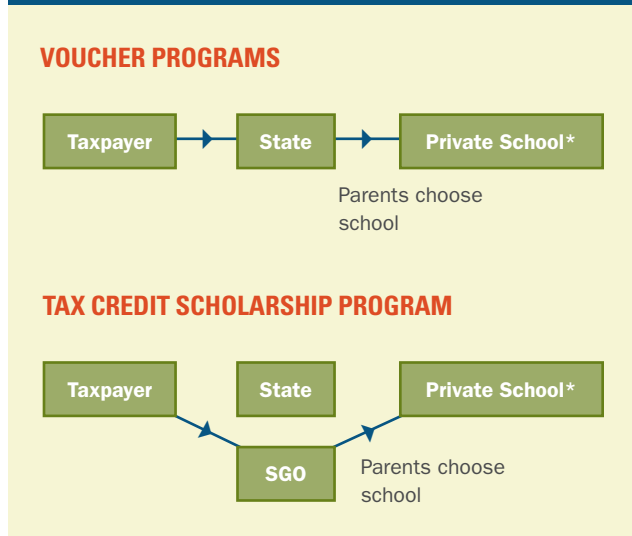 VOUCHER PROGRAMS
Taxpayer
State
Private School*
Parents choose
school
TAX CREDIT SCHOLARSHIP PROGRAM
Taxpayer
State
Private School*
SGO
Parents choose
school